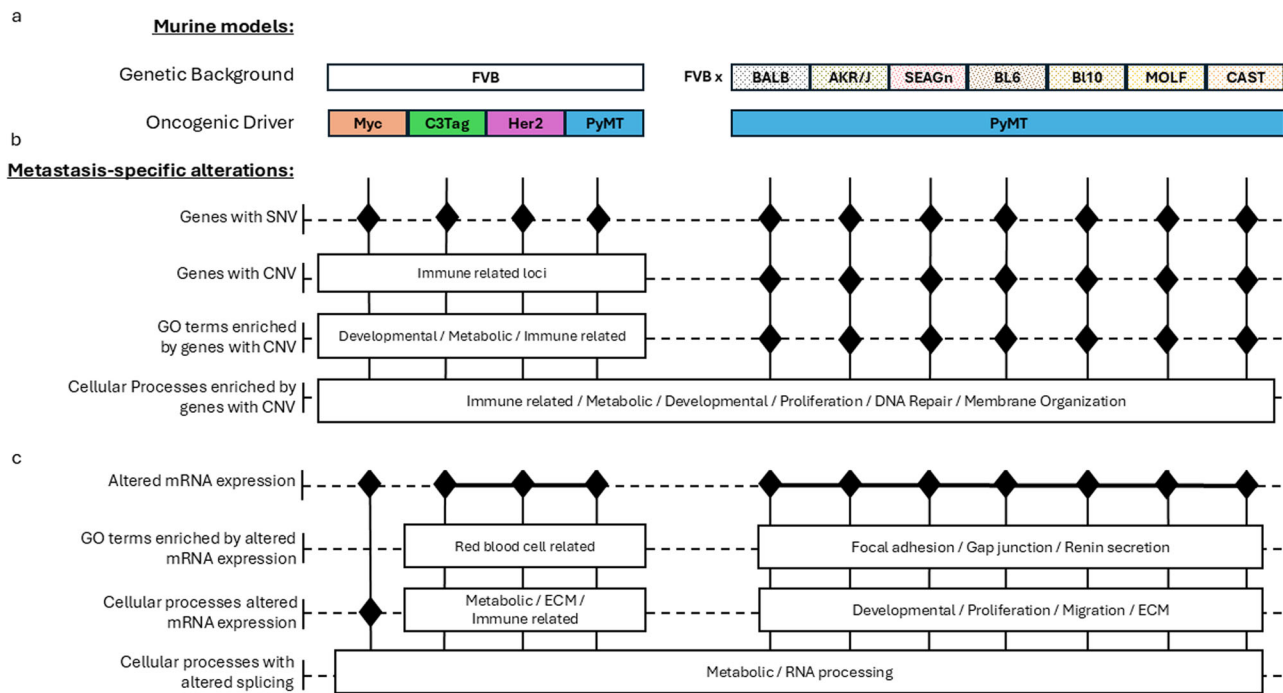 a
Murine models:
Genetic Background
FVB
FVB x
BALB
AKR/J
SEAGn
BL6
Bl10
MOLF
CAST
Oncogenic Driver
Myc
C3Tag
Her2
PyMT
PyMT
b
Metastasis-specific alterations:
Genes with SNV
Genes with CNV
Immune related loci
GO terms enriched
by genes with CNV
Developmental / Metabolic / Immune related
Cellular Processes enriched by
genes with CNV
Immune related / Metabolic / Developmental / Proliferation / DNA Repair / Membrane Organization
c
Altered mRNA expression
GO terms enriched by altered
mRNA expression
Red blood cell related
Focal adhesion / Gap junction / Renin secretion
Cellular processes altered
mRNA expression
Metabolic / ECM /
Immune related
Developmental / Proliferation / Migration / ECM
Cellular processes with
altered splicing
Metabolic / RNA processing